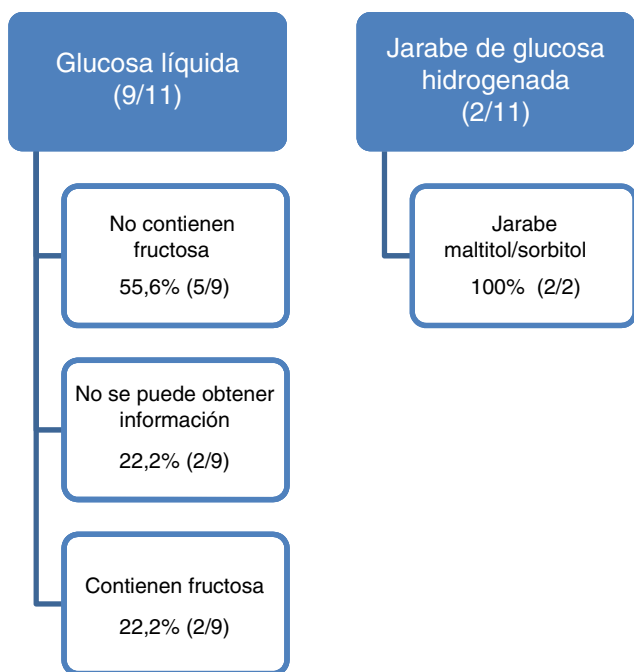 Glucosa líquida
(9/11)
No contienen
fructosa
55,6% (5/9)
No se puede obtener
información
22,2% (2/9)
Contienen fructosa
22,2% (2/9)
Jarabe de glucosa
hidrogenada
(2/11)
Jarabe
maltitol/sorbitol
100% (2/2)